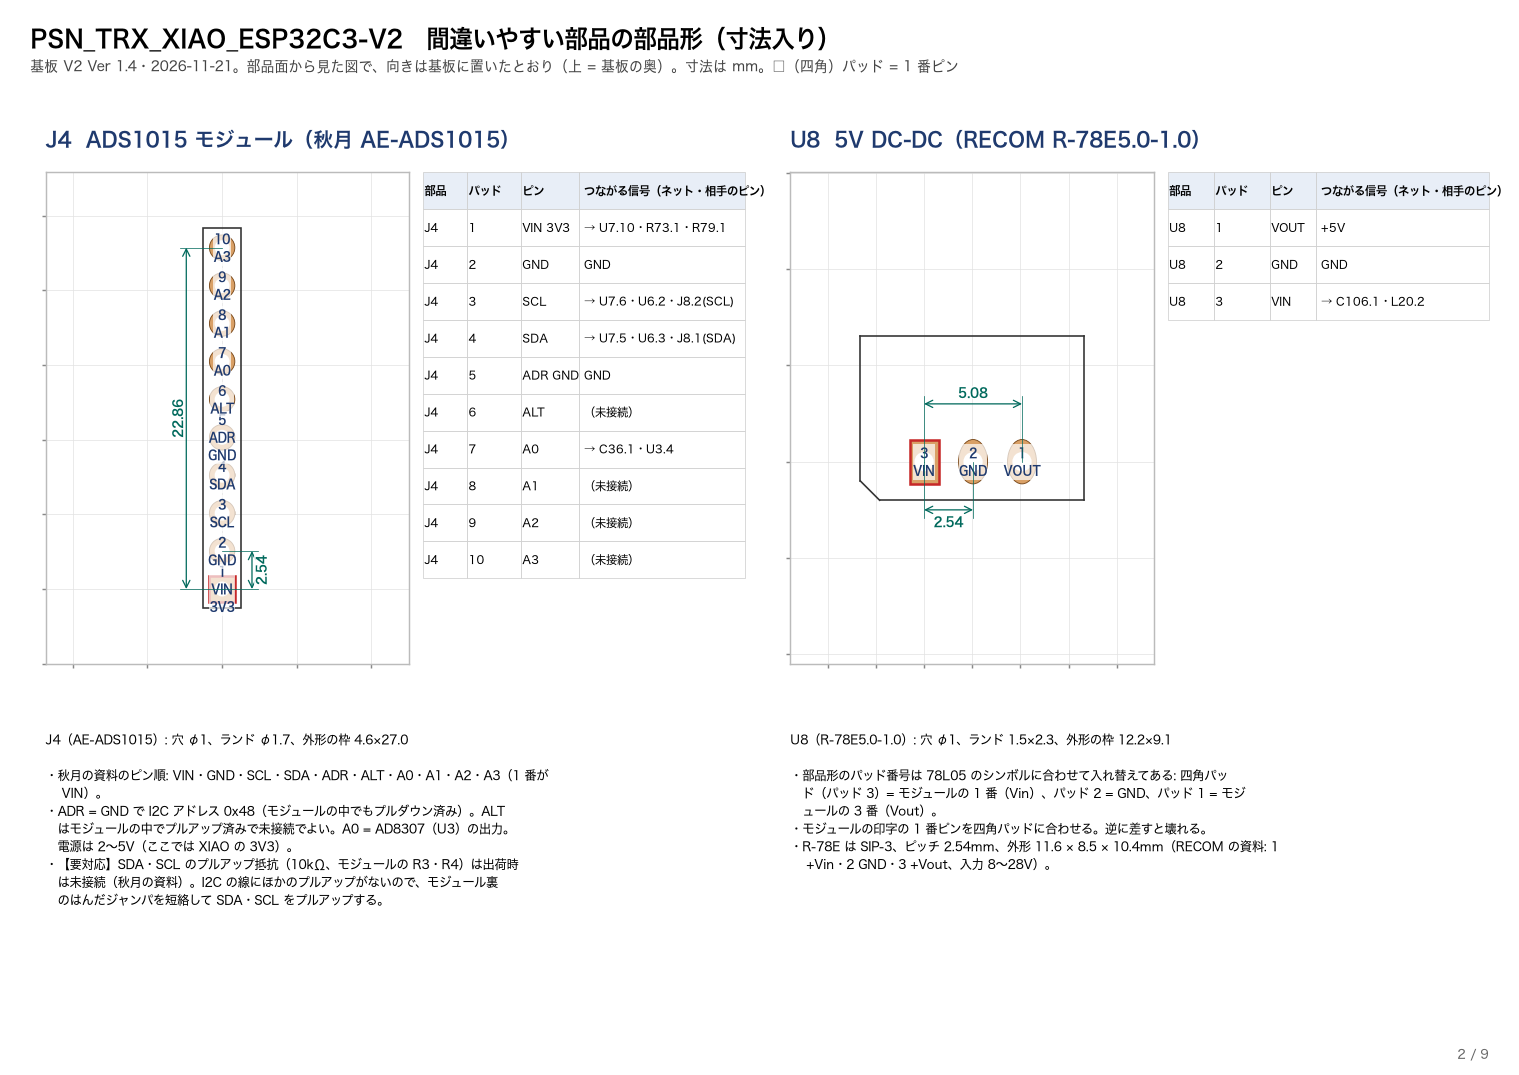 PSN_TRX_XIAO_ESP32C3-V2　間違いやすい部品の部品形（寸法入り）
基板 V2 Ver 1.4・2026-11-21。部品面から見た図で、向きは基板に置いたとおり（上 = 基板の奥）。寸法は mm。□（四角）パッド = 1 番ピン
J4 ADS1015 モジュール（秋月 AE-ADS1015）
10
A3
9
A2
8
A1
7
A0
6
ALT
5
ADR
GND
4
SDA
3
SCL
2
GND
1
VIN
3V3
22.86
2.54
部品 パッド ピン つながる信号（ネット・相手のピン）
J4 1 VIN 3V3 → U7.10・R73.1・R79.1
J4 2 GND GND
J4 3 SCL → U7.6・U6.2・J8.2(SCL)
J4 4 SDA → U7.5・U6.3・J8.1(SDA)
J4 5 ADR GND GND
J4 6 ALT （未接続）
J4 7 A0 → C36.1・U3.4
J4 8 A1 （未接続）
J4 9 A2 （未接続）
J4 10 A3 （未接続）
J4（AE-ADS1015）: 穴 φ1、ランド φ1.7、外形の枠 4.6×27.0
・秋月の資料のピン順: VIN・GND・SCL・SDA・ADR・ALT・A0・A1・A2・A3（1 番が
VIN）。
・ADR = GND で I2C アドレス 0x48（モジュールの中でもプルダウン済み）。ALT
はモジュールの中でプルアップ済みで未接続でよい。A0 = AD8307（U3）の出力。
電源は 2〜5V（ここでは XIAO の 3V3）。
・【要対応】SDA・SCL のプルアップ抵抗（10kΩ、モジュールの R3・R4）は出荷時
は未接続（秋月の資料）。I2C の線にほかのプルアップがないので、モジュール裏
のはんだジャンパを短絡して SDA・SCL をプルアップする。
U8 5V DC-DC（RECOM R-78E5.0-1.0）
5.08
3
VIN
2
GND
1
VOUT
2.54
部品 パッド ピン つながる信号（ネット・相手のピン）
U8 1 VOUT +5V
U8 2 GND GND
U8 3 VIN → C106.1・L20.2
U8（R-78E5.0-1.0）: 穴 φ1、ランド 1.5×2.3、外形の枠 12.2×9.1
・部品形のパッド番号は 78L05 のシンボルに合わせて入れ替えてある: 四角パッ
ド（パッド 3）= モジュールの 1 番（Vin）、パッド 2 = GND、パッド 1 = モジ
ュールの 3 番（Vout）。
・モジュールの印字の 1 番ピンを四角パッドに合わせる。逆に差すと壊れる。
・R-78E は SIP-3、ピッチ 2.54mm、外形 11.6 × 8.5 × 10.4mm（RECOM の資料: 1
+Vin・2 GND・3 +Vout、入力 8〜28V）。
2 / 9